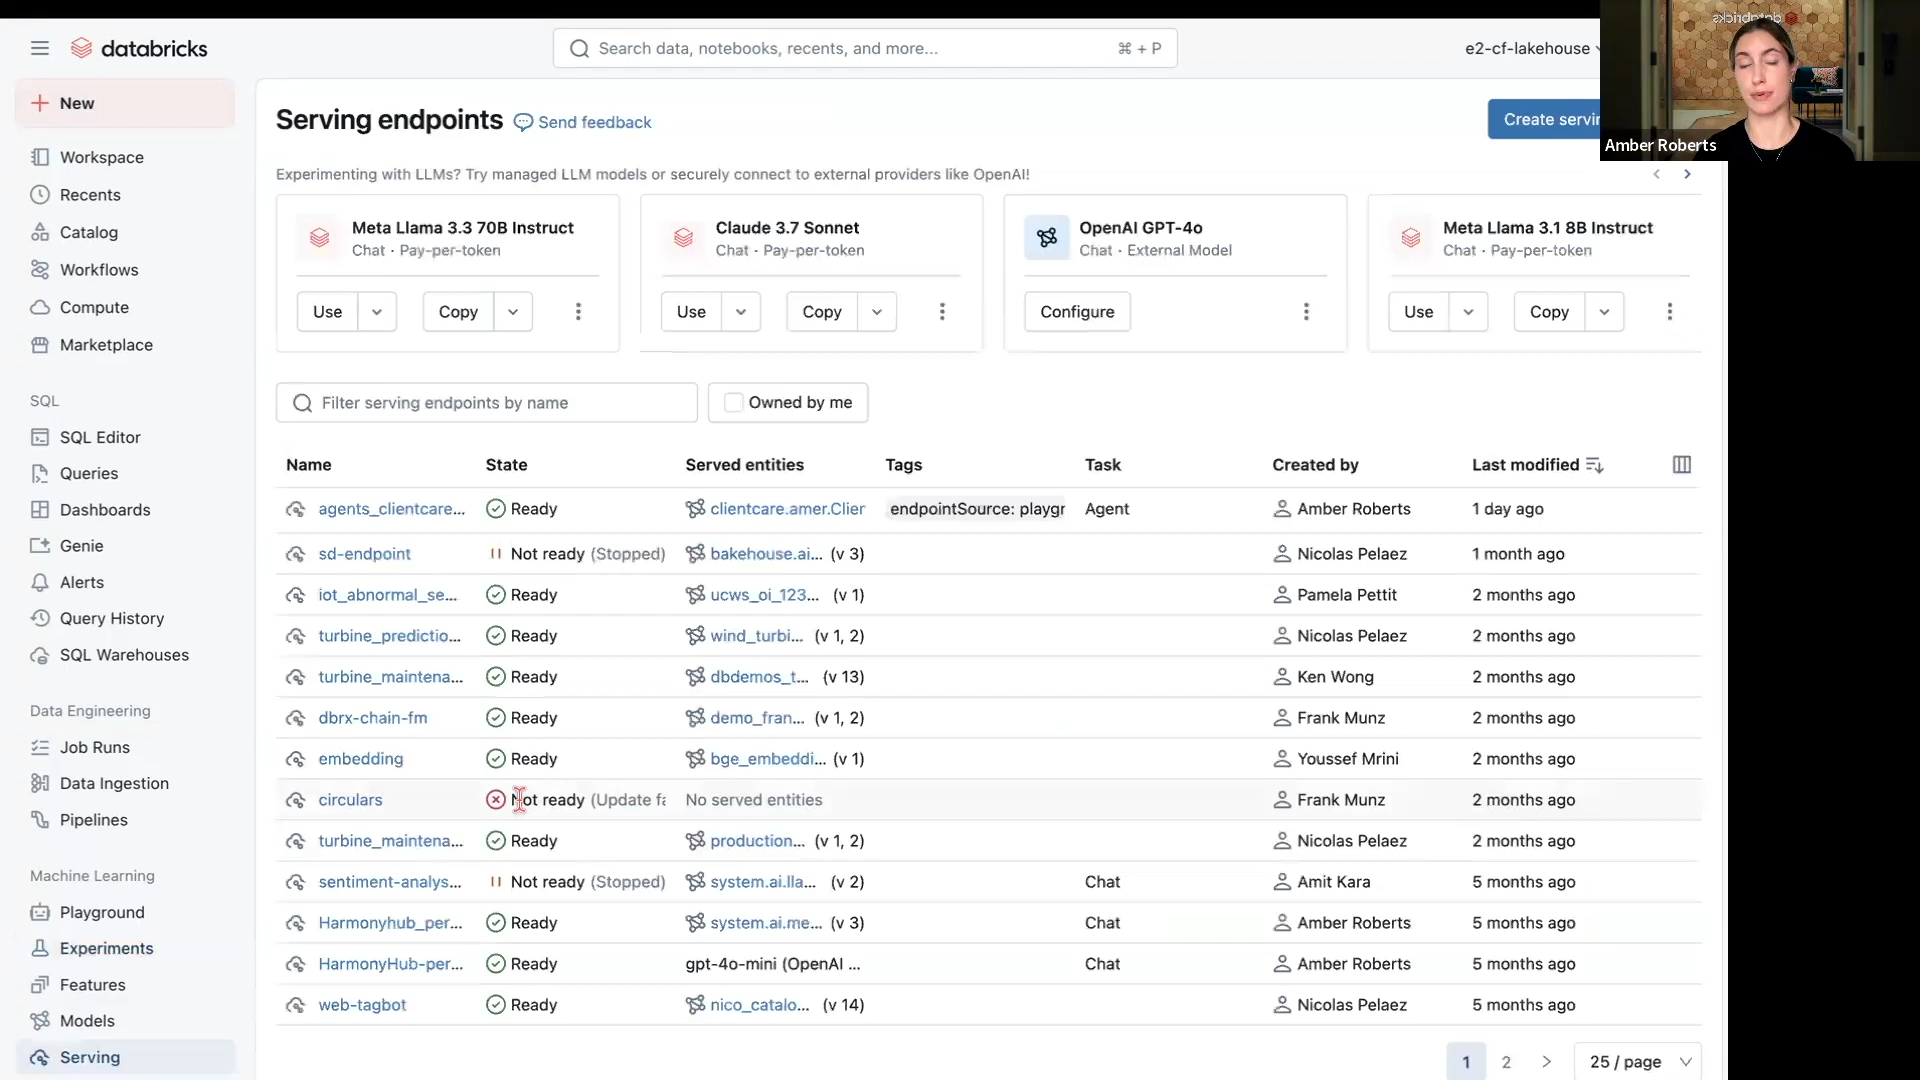 databricks
Search data, notebooks, recents, and more...
⌘ + P
e2-cf-lakehouse
Amber Roberts
New
Workspace
Recents
Catalog
Workflows
Compute
Marketplace
SQL
SQL Editor
Queries
Dashboards
Genie
Alerts
Query History
SQL Warehouses
Data Engineering
Job Runs
Data Ingestion
Pipelines
Machine Learning
Playground
Experiments
Features
Models
Serving
Serving endpoints
Send feedback
Create servin
Experimenting with LLMs? Try managed LLM models or securely connect to external providers like OpenAI!
Meta Llama 3.3 70B Instruct
Chat · Pay-per-token
Use
Copy
Claude 3.7 Sonnet
Chat · Pay-per-token
Use
Copy
OpenAI GPT-4o
Chat · External Model
Configure
Meta Llama 3.1 8B Instruct
Chat · Pay-per-token
Use
Copy
Filter serving endpoints by name
Owned by me
Name State Served entities Tags Task Created by Last modified
agents_clientcare... Ready clientcare.amer.Clier endpointSource: playgr Agent Amber Roberts 1 day ago
sd-endpoint Not ready (Stopped) bakehouse.ai... (v 3) Nicolas Pelaez 1 month ago
iot_abnormal_se... Ready ucws_oi_123... (v 1) Pamela Pettit 2 months ago
turbine_predictio... Ready wind_turbi... (v 1, 2) Nicolas Pelaez 2 months ago
turbine_maintena... Ready dbdemos_t... (v 13) Ken Wong 2 months ago
dbrx-chain-fm Ready demo_fran... (v 1, 2) Frank Munz 2 months ago
embedding Ready bge_embeddi... (v 1) Youssef Mrini 2 months ago
circulars Not ready (Update fa No served entities Frank Munz 2 months ago
turbine_maintena... Ready production... (v 1, 2) Nicolas Pelaez 2 months ago
sentiment-analys... Not ready (Stopped) system.ai.lla... (v 2) Chat Amit Kara 5 months ago
Harmonyhub_per... Ready system.ai.me... (v 3) Chat Amber Roberts 5 months ago
HarmonyHub-per... Ready gpt-4o-mini (OpenAI ... Chat Amber Roberts 5 months ago
web-tagbot Ready nico_catalo... (v 14) Nicolas Pelaez 5 months ago
1 2 25 / page